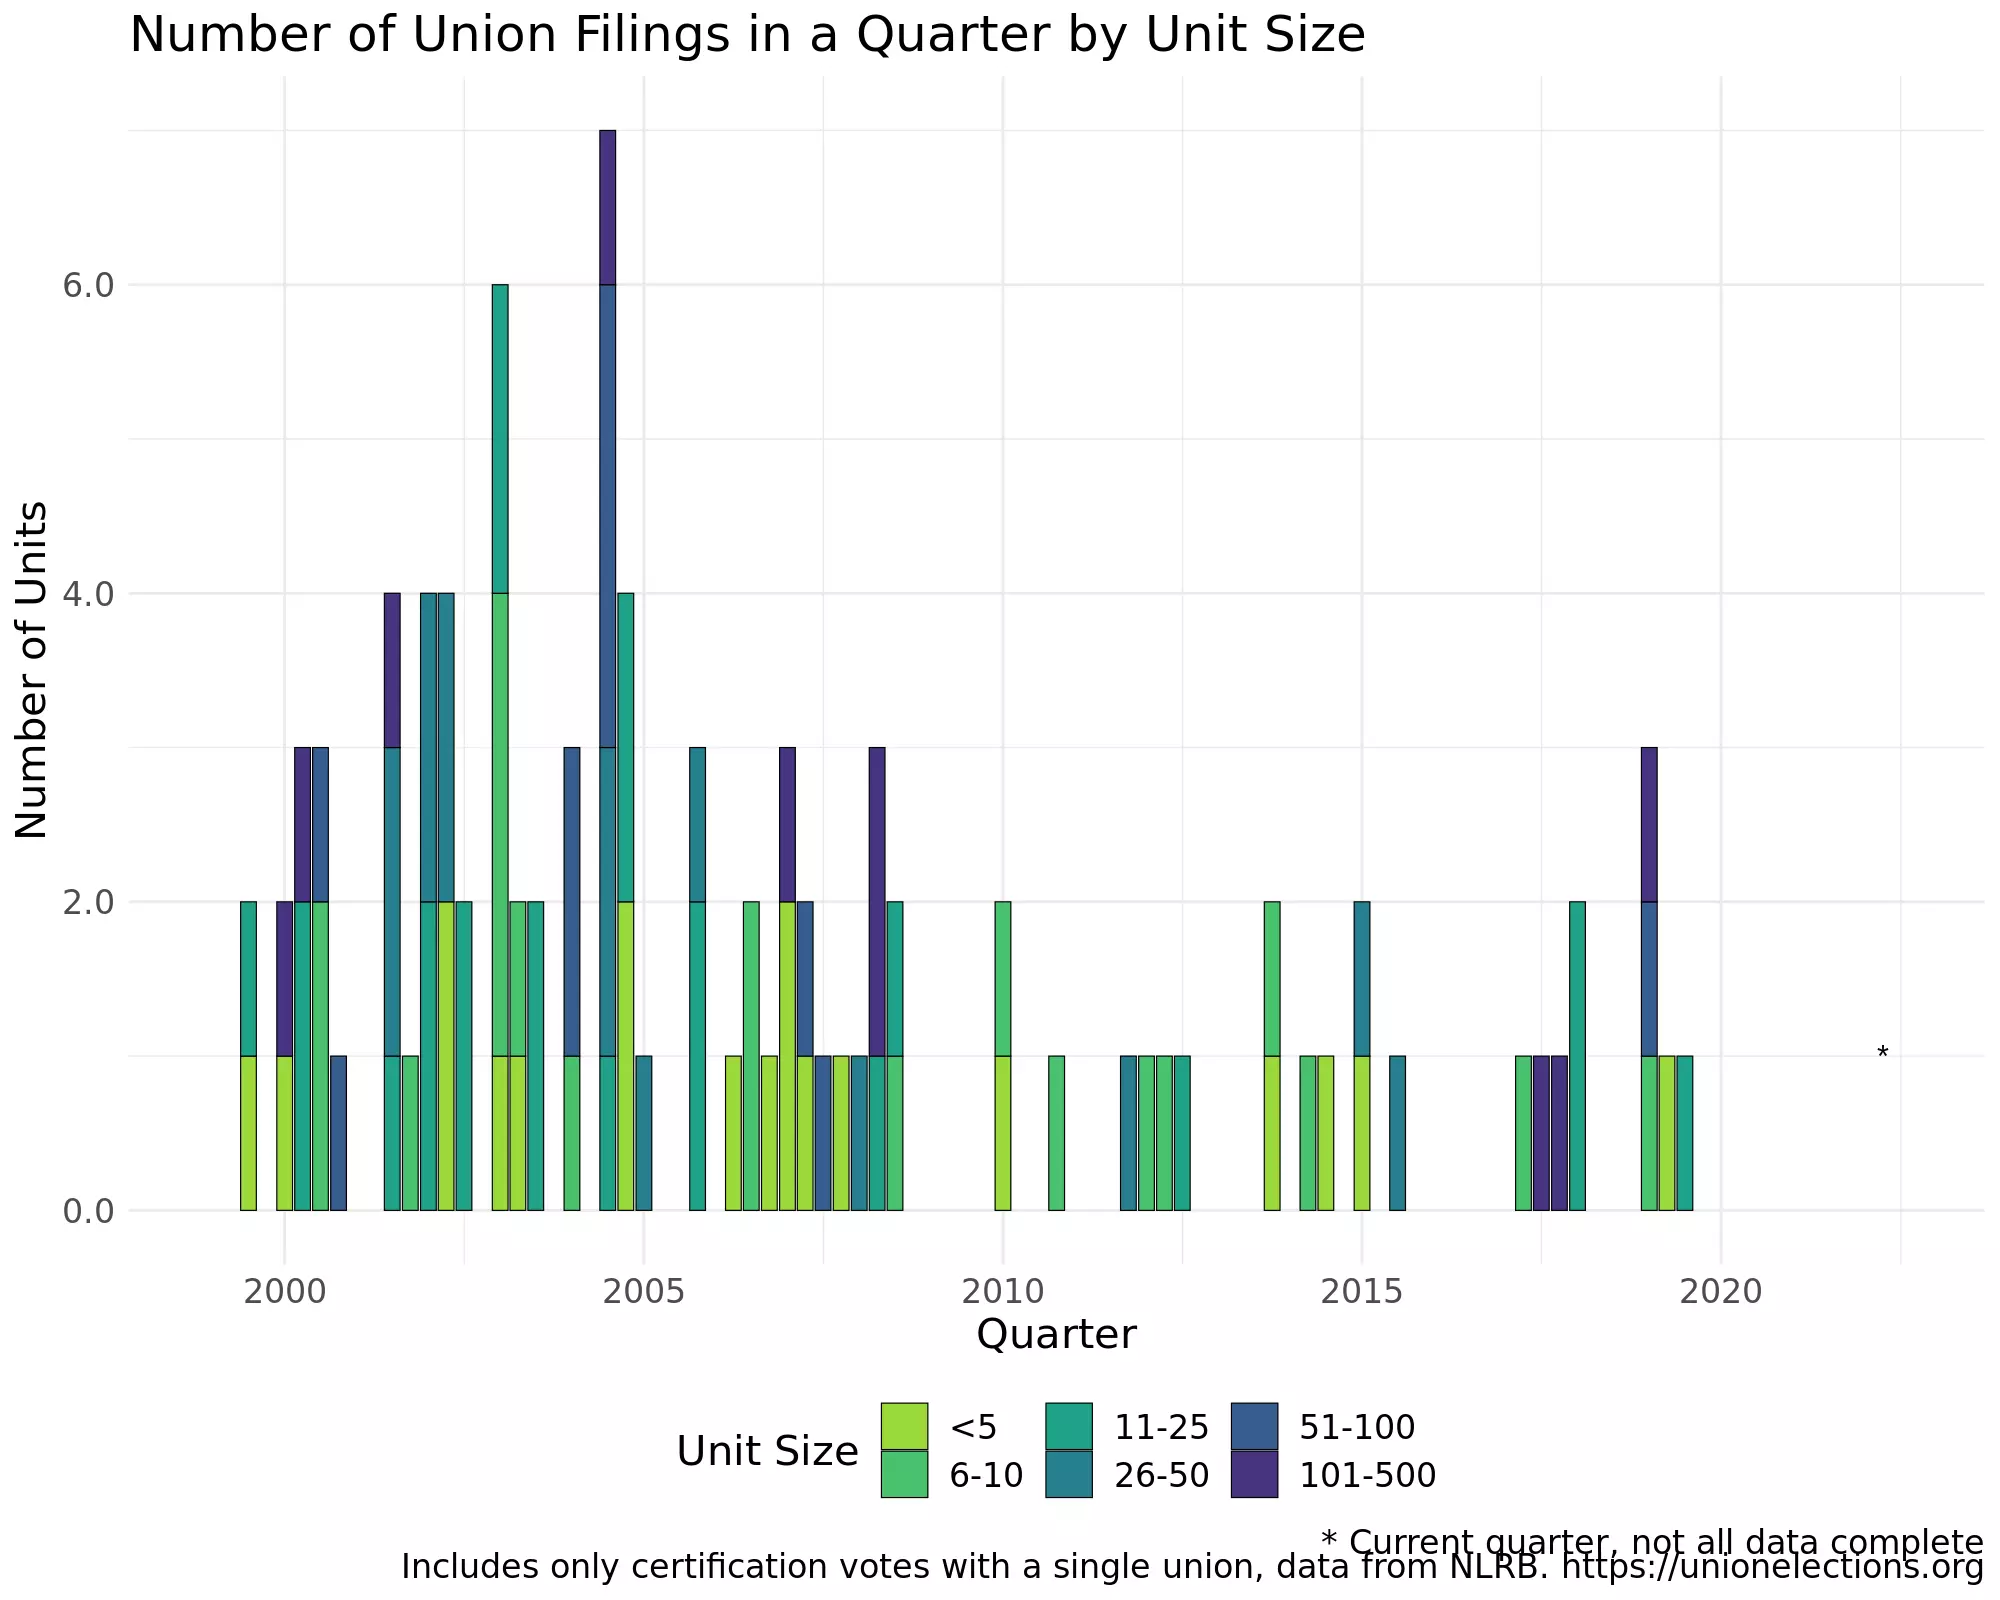 Number of Union Filings in a Quarter by Unit Size
Number of Units
6.0
4.0
2.0
0.0
*
2000 2005 2010 2015 2020
Quarter
Unit Size
<5 11-25 51-100
6-10 26-50 101-500
* Current quarter, not all data complete
Includes only certification votes with a single union, data from NLRB. https://unionelections.org